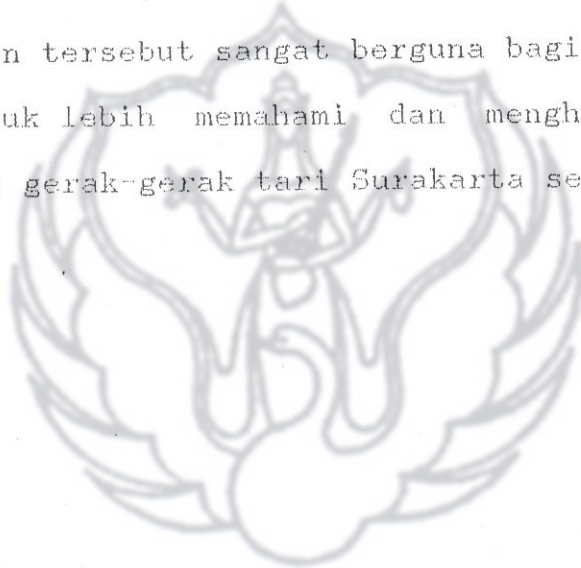 n tersebut sangat berguna bagi
uk lebih memahami dan mengh
gerak-gerak tari Surakarta se